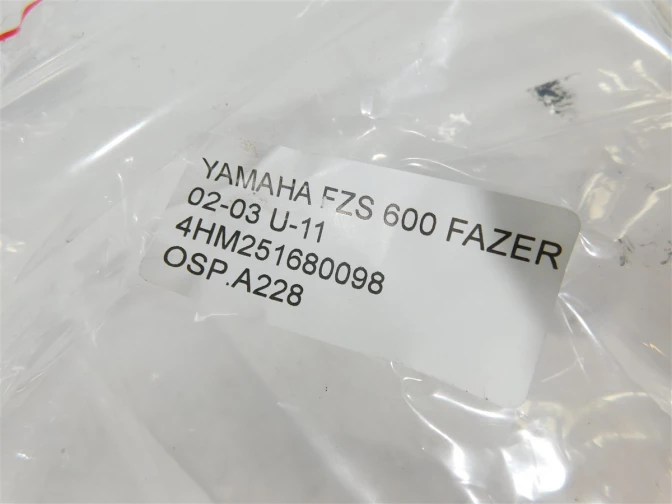 YAMAHA FZS 600 FAZER
02-03 U-11
4HM251680098
OSP.A228